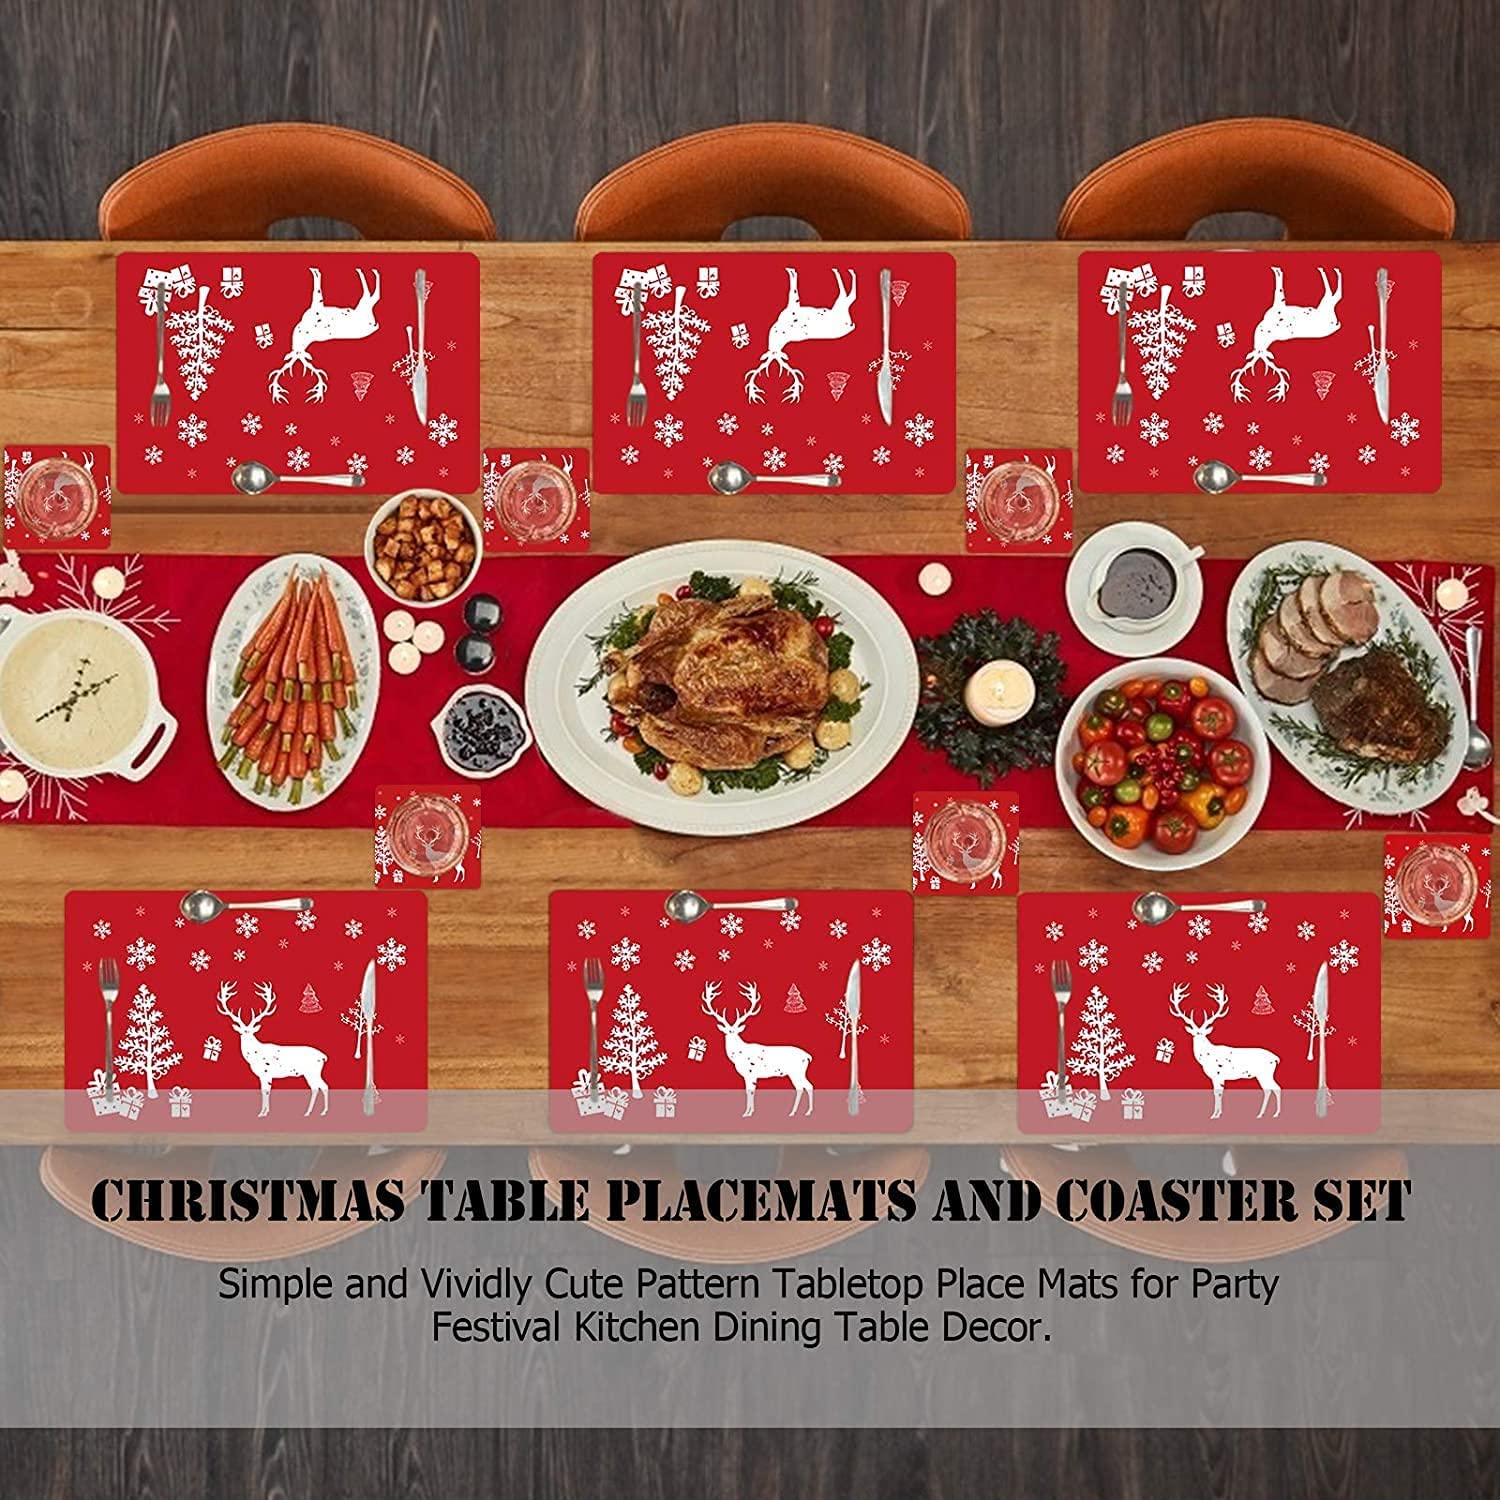 CHRISTMAS TABLE PLACEMATS AND COASTER SET
Simple and Vividly Cute Pattern Tabletop Place Mats for Party
Festival Kitchen Dining Table Decor.